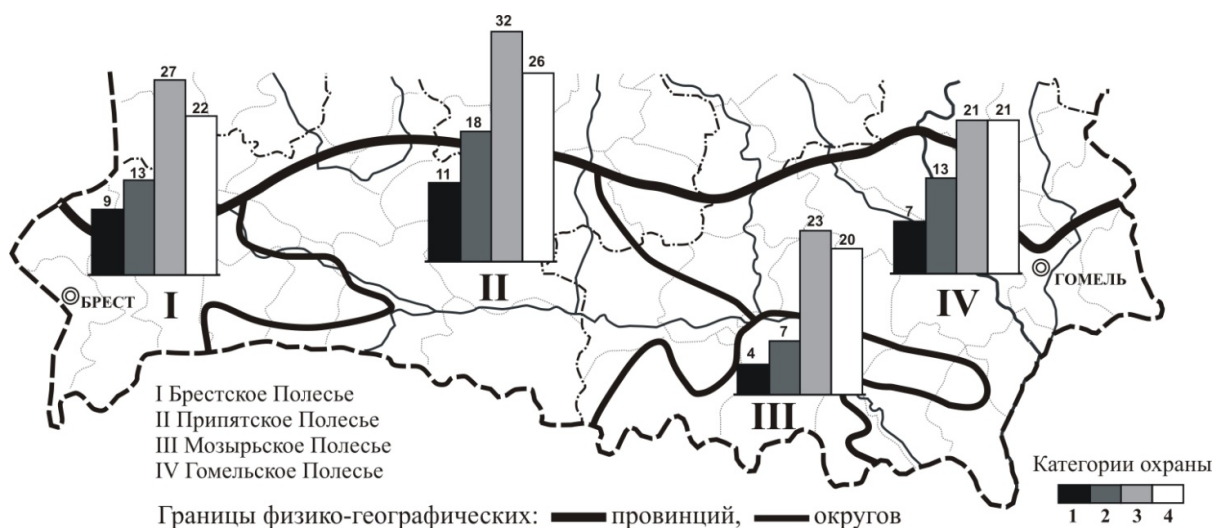 9
13
27
22
I
БРЕСТ
11
18
32
26
II
4
7
23
20
III
7
13
21
21
IV
ГОМЕЛЬ
I Брестское Полесье
II Припятское Полесье
III Мозырьское Полесье
IV Гомельское Полесье
Категории охраны
1 2 3 4
Границы физико-географических: провинций, округов